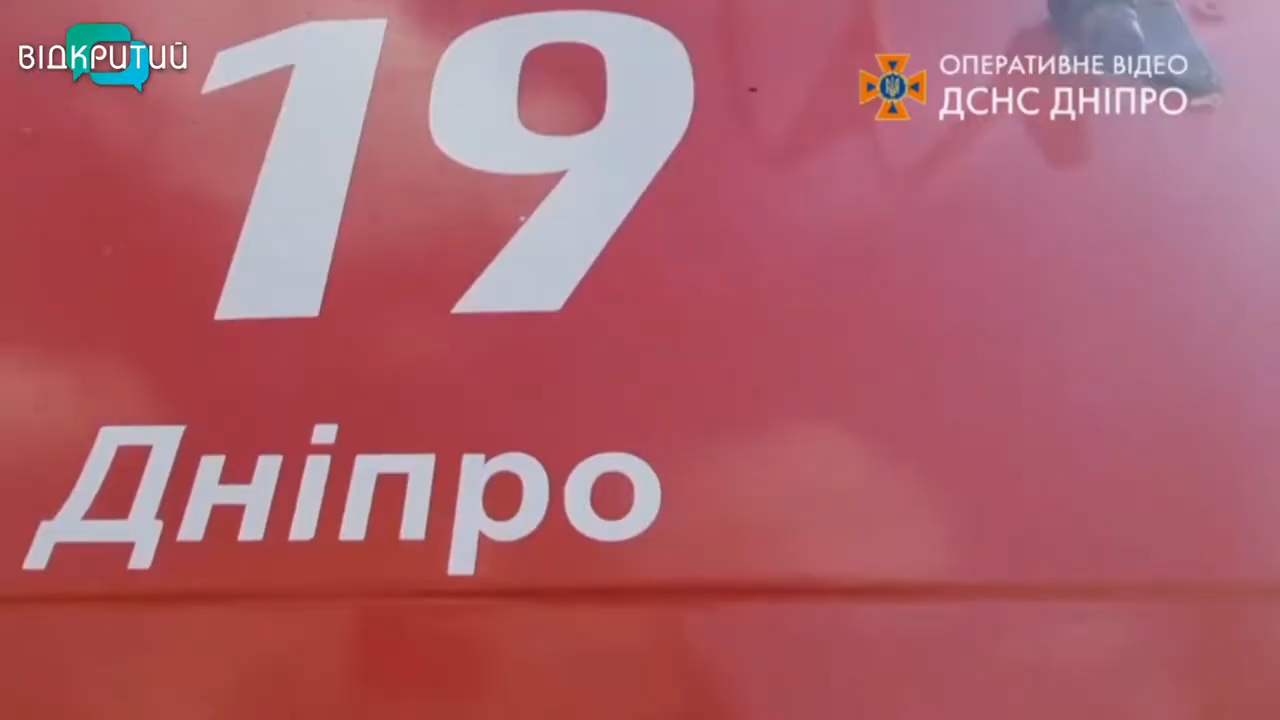 ВІДКРИТИЙ
19
ОПЕРАТИВНЕ ВІДЕО
ДСНС ДНІПРО
Дніпро